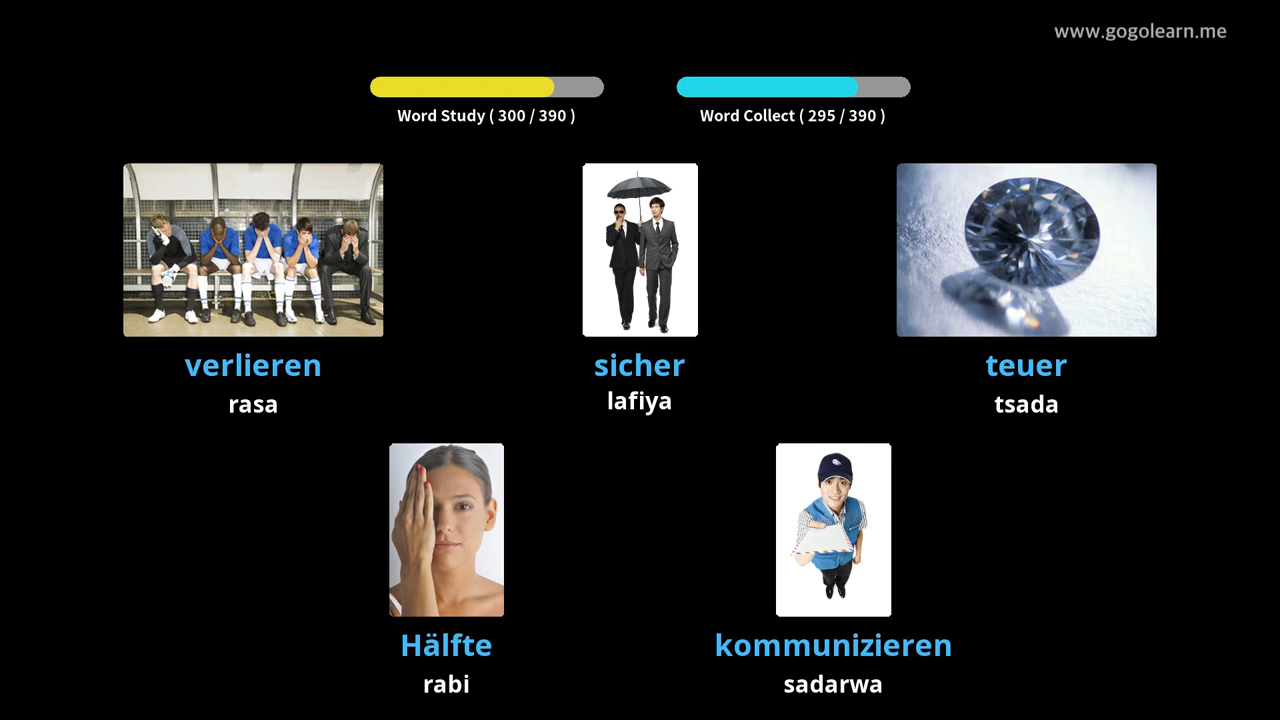 www.gogolearn.me
Word Study ( 300 / 390 )
Word Collect ( 295 / 390 )
verlieren
rasa
sicher
lafiya
teuer
tsada
Hälfte
rabi
kommunizieren
sadarwa